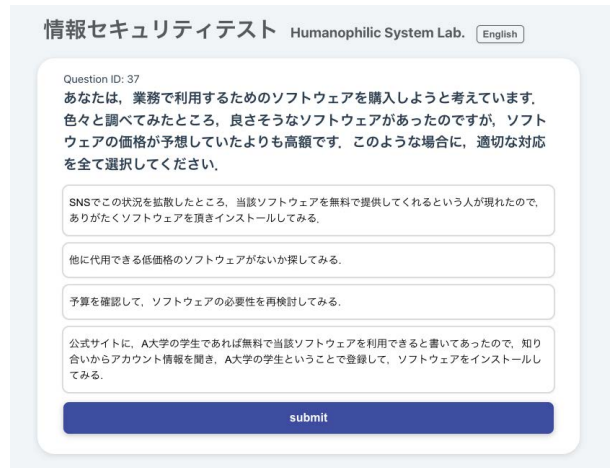 情報セキュリティテスト Humanophilic System Lab. English
Question ID: 37
あなたは，業務で利用するためのソフトウェアを購入しようと考えています．
色々と調べてみたところ，良さそうなソフトウェアがあったのですが，ソフト
ウェアの価格が予想していたよりも高額です．このような場合に，適切な対応
を全て選択してください．
SNSでこの状況を拡散したところ，当該ソフトウェアを無料で提供してくれるという人が現れたので，
ありがたくソフトウェアを頂きインストールしてみる．
他に代用できる低価格のソフトウェアがないか探してみる．
予算を確認して，ソフトウェアの必要性を再検討してみる．
公式サイトに，A大学の学生であれば無料で当該ソフトウェアを利用できると書いてあったので，知り
合いからアカウント情報を聞き，A大学の学生ということで登録して，ソフトウェアをインストールし
てみる．
submit